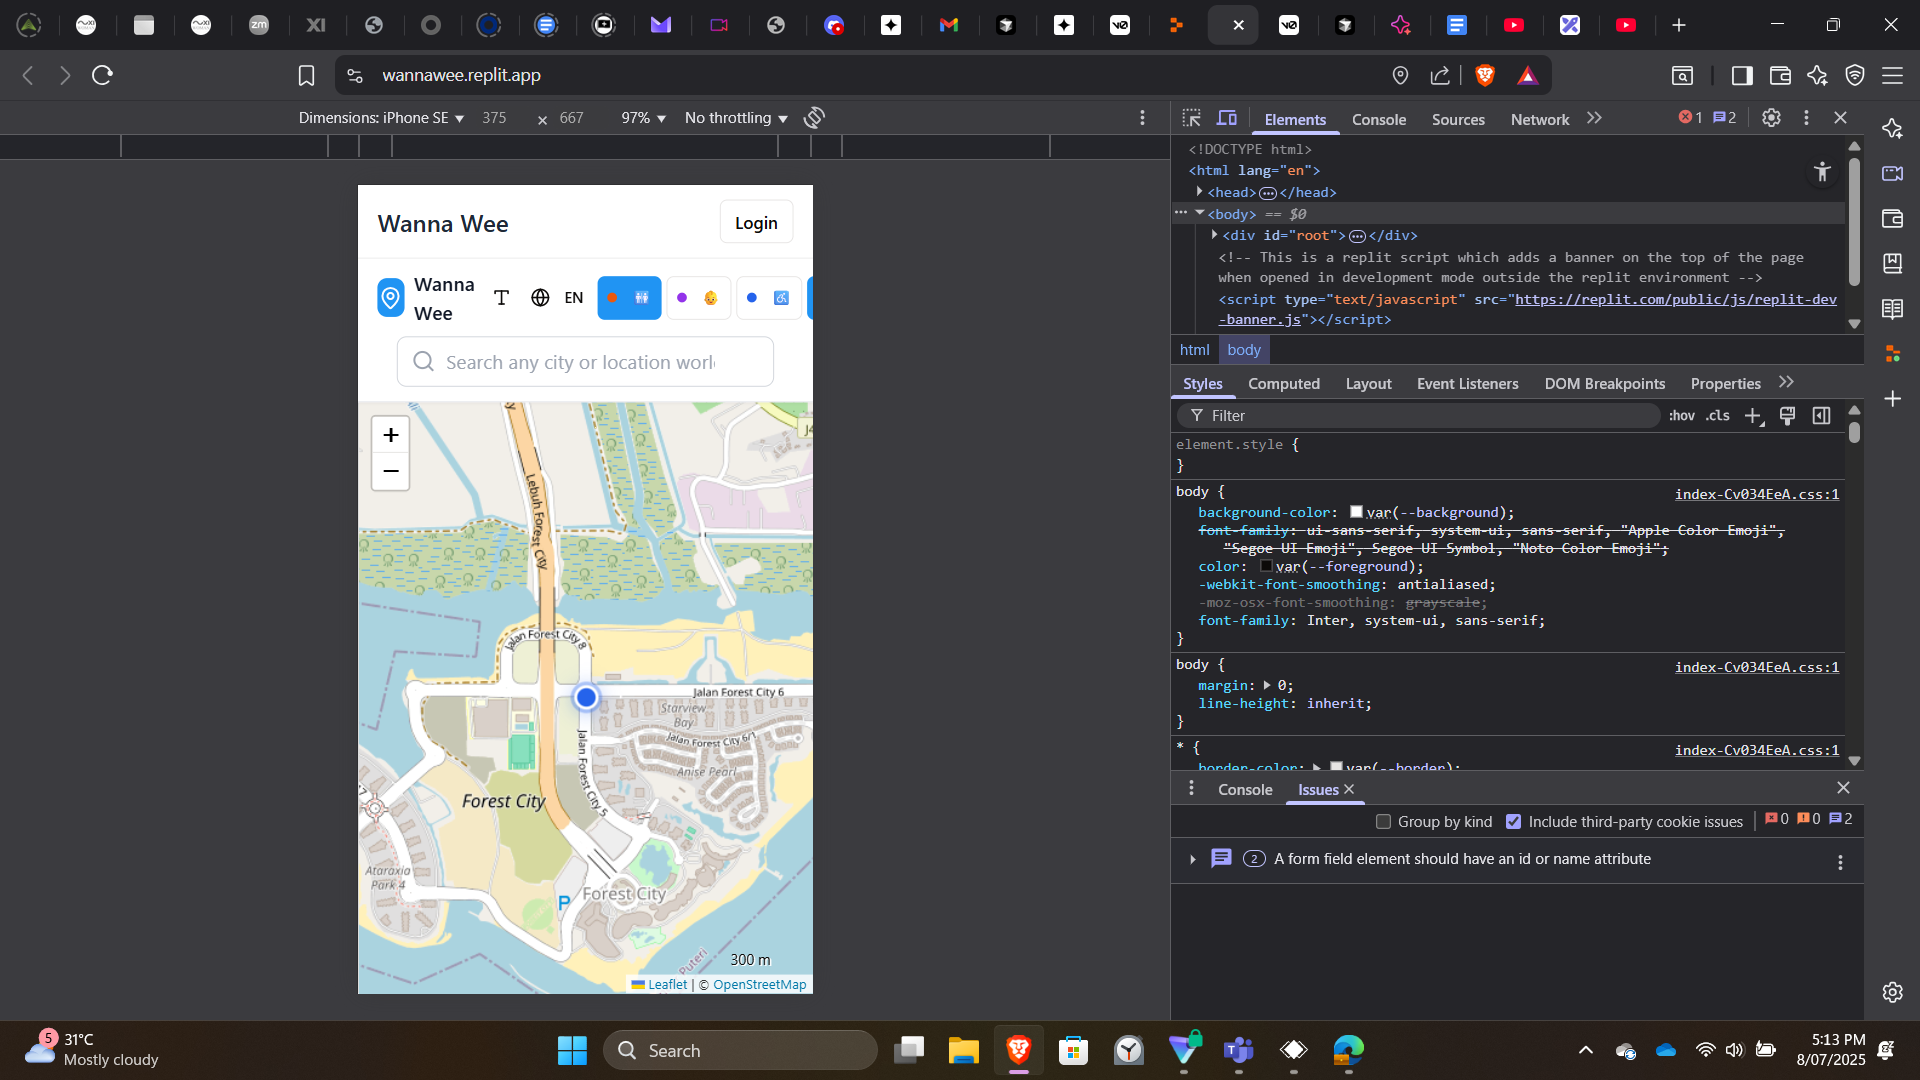 zm
XI
wannawee.replit.app
Dimensions: iPhone SE 375 × 667 97% No throttling
Elements Console Sources Network 1 2
<!DOCTYPE html>
<html lang="en">
<head> </head>
<body> == $0
<div id="root"> </div>
<!-- This is a replit script which adds a banner on the top of the page
when opened in development mode outside the replit environment -->
<script type="text/javascript" src="https://replit.com/public/js/replit-dev
-banner.js"></script>
html body
Styles Computed Layout Event Listeners DOM Breakpoints Properties
Filter :hov .cls
element.style {
}
body { index-Cv034EeA.css:1
background-color: var(--background);
font-family: ui-sans-serif, system-ui, sans-serif, "Apple Color Emoji",
"Segoe UI Emoji", Segoe UI Symbol, "Noto Color Emoji";
color: var(--foreground);
-webkit-font-smoothing: antialiased;
-moz-osx-font-smoothing: grayscale;
font-family: Inter, system-ui, sans-serif;
}
body { index-Cv034EeA.css:1
margin: 0;
line-height: inherit;
}
* { index-Cv034EeA.css:1
border-color: var(--border);
Console Issues
Group by kind Include third-party cookie issues 0 0 2
2 A form field element should have an id or name attribute
Wanna Wee Login
Wanna
Wee
EN
Search any city or location worl
+
−
Lebuh Forest City
Jalan Forest City 8
Jalan Forest City 6
Starview
Bay
Jalan Forest City 6/1
Anise Pearl
Jalan Forest City 5
Forest City
Ataraxia
Park 4
P
Forest City
Puteri
300 m
Leaflet | © OpenStreetMap
5
31°C
Mostly cloudy
Search
5:13 PM
8/07/2025